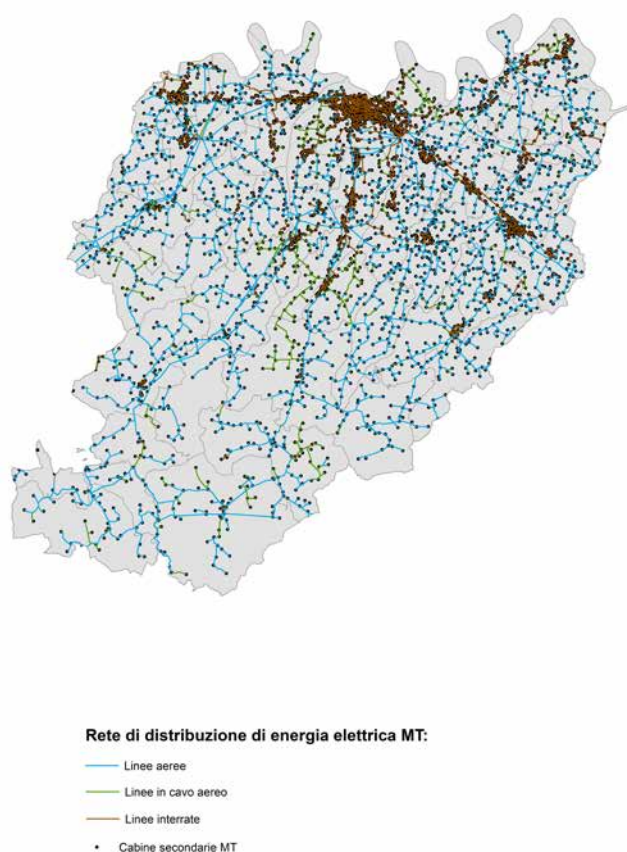 Rete di distribuzione di energia elettrica MT:
Linee aeree
Linee in cavo aereo
Linee interrate
Cabine secondarie MT